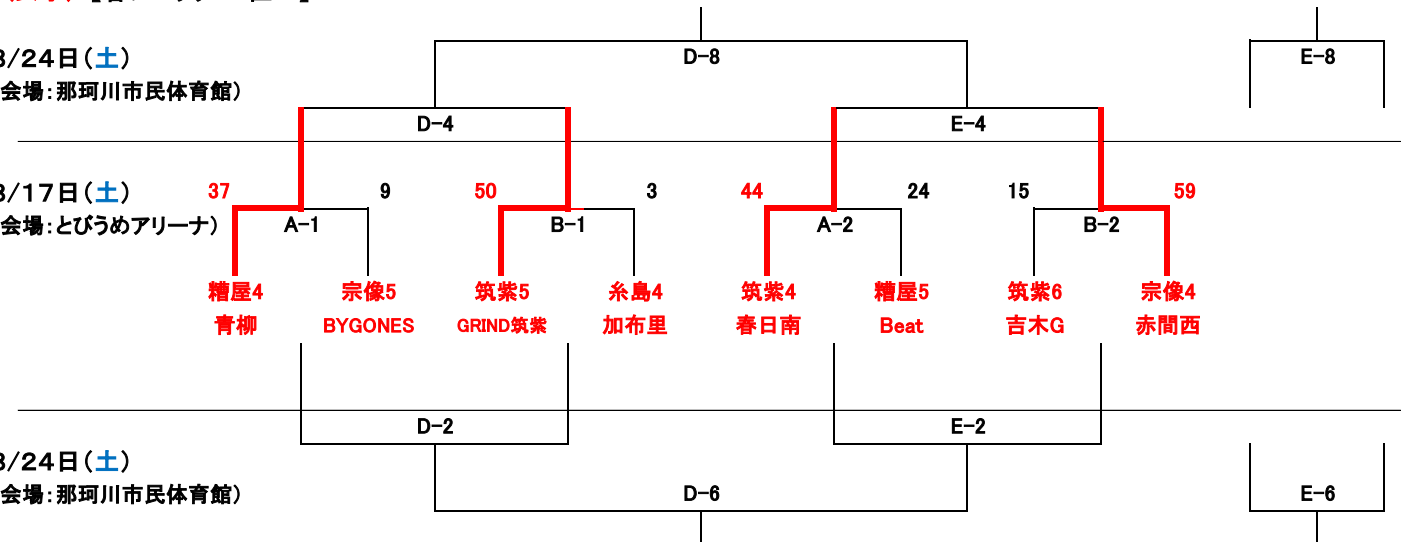 D-8
E-8
8/24日(土)
会場:那珂川市民体育館)
D-4
E-4
8/17日(土)
37
9
50
3
44
24
15
59
会場:とびうめアリーナ)
A-1
B-1
A-2
B-2
糟屋4
宗像5
筑紫5
糸島4
筑紫4
糟屋5
筑紫6
宗像4
青柳
BYGONES
GRIND筑紫
加布里
春日南
Beat
吉木G
赤間西
D-2
E-2
8/24日(土)
会場:那珂川市民体育館)
D-6
E-6